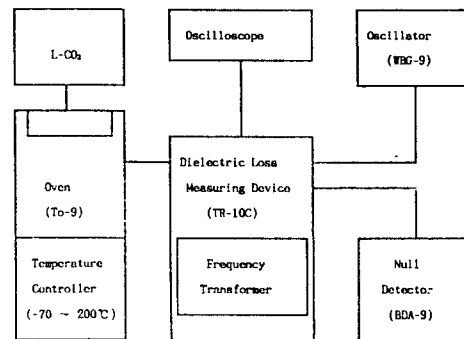 L-CO₂
Oscilloscope
Oscillator
(WBG-9)
Oven
(To-9)
Dielectric Loss
Measuring Device
(TR-10C)
Temperature
Controller
(-70 ~ 200℃)
Frequency
Transformer
Null
Detector
(BDA-9)